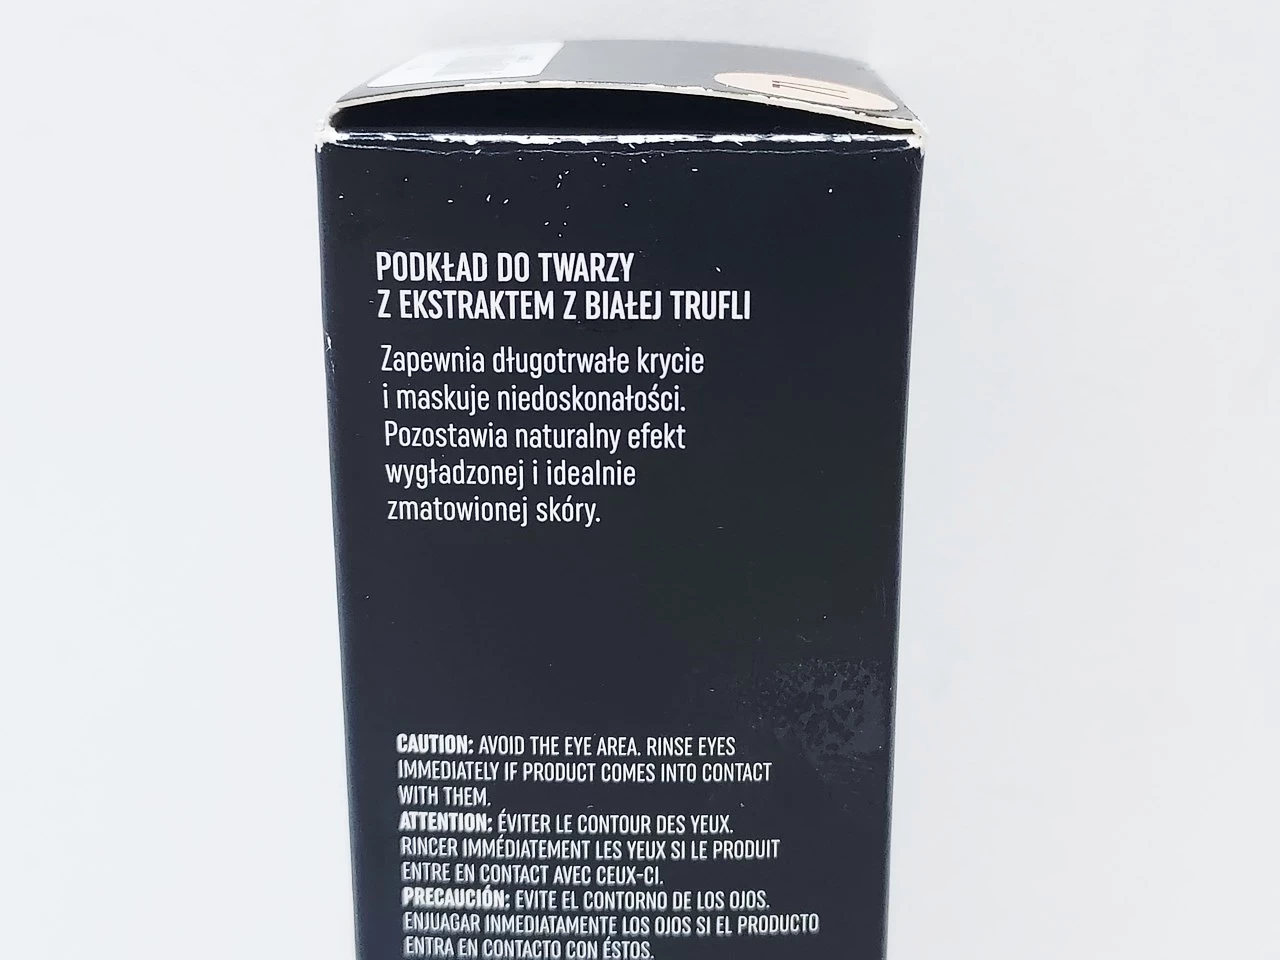 PODKŁAD DO TWARZY
Z EKSTRAKTEM Z BIAŁEJ TRUFLI
Zapewnia długotrwałe krycie
i maskuje niedoskonałości.
Pozostawia naturalny efekt
wygładzonej i idealnie
zmatowionej skóry.
CAUTION: AVOID THE EYE AREA. RINSE EYES
IMMEDIATELY IF PRODUCT COMES INTO CONTACT
WITH THEM.
ATTENTION: ÉVITER LE CONTOUR DES YEUX.
RINCER IMMÉDIATEMENT LES YEUX SI LE PRODUIT
ENTRE EN CONTACT AVEC CEUX-CI.
PRECAUCIÓN: EVITE EL CONTORNO DE LOS OJOS.
ENJUAGAR INMEDIATAMENTE LOS OJOS SI EL PRODUCTO
ENTRA EN CONTACTO CON ÉSTOS.